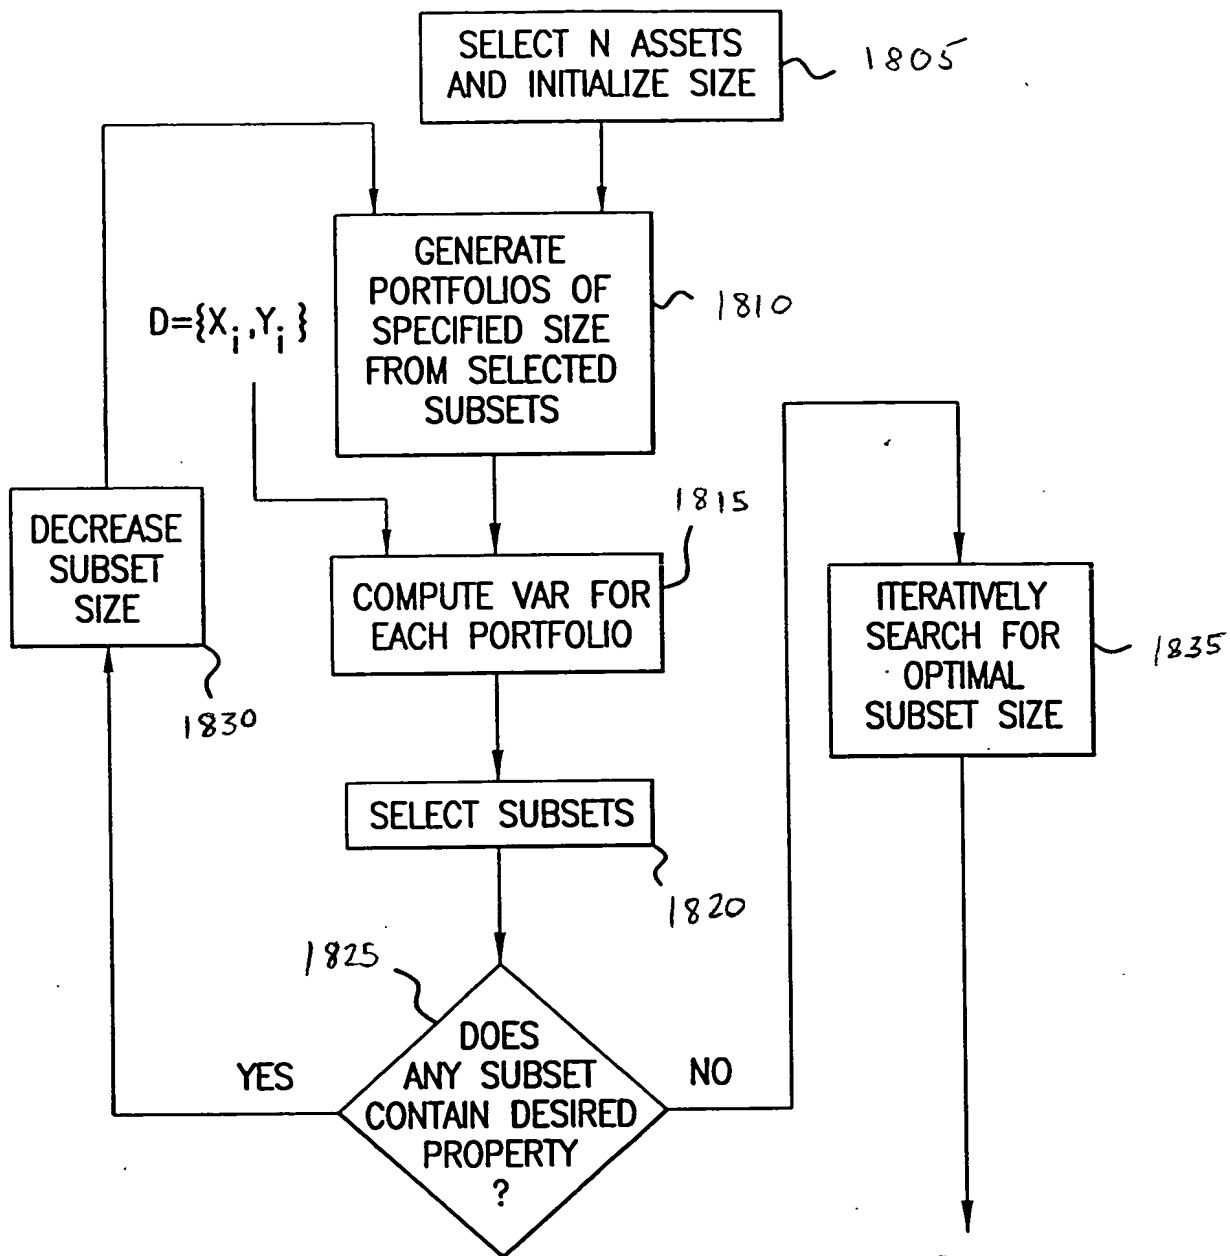 SELECT N ASSETS
AND INITIALIZE SIZE
1805
GENERATE
PORTFOLIOS OF
SPECIFIED SIZE
FROM SELECTED
SUBSETS
1810
D={X_i,Y_i}
DECREASE
SUBSET
SIZE
1830
1815
COMPUTE VAR FOR
EACH PORTFOLIO
ITERATIVELY
SEARCH FOR
OPTIMAL
SUBSET SIZE
1835
SELECT SUBSETS
1820
1825
DOES
ANY SUBSET
CONTAIN DESIRED
PROPERTY
?
YES
NO